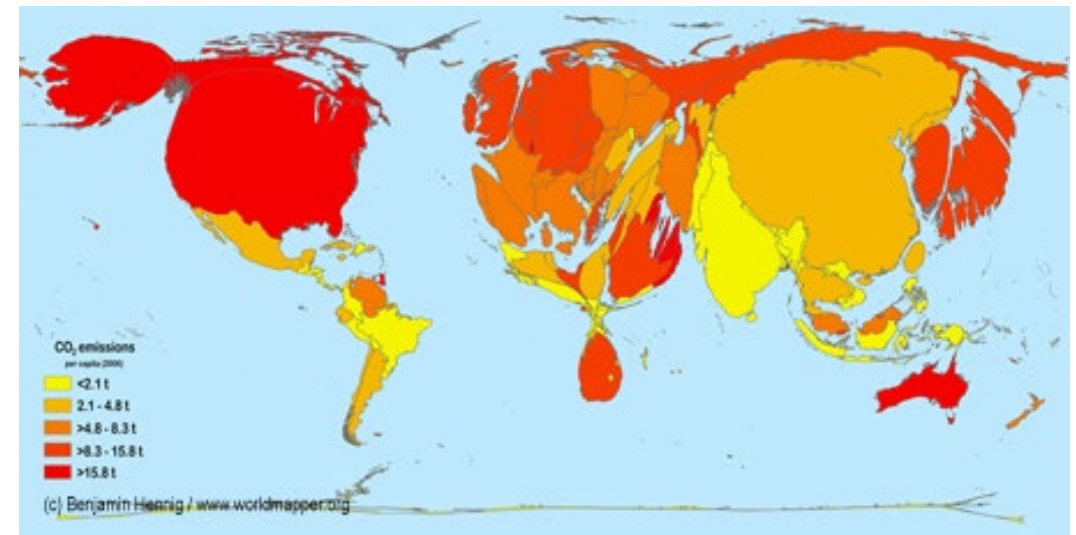 CO₂ emissions
per capita (2006)
<2.1 t
2.1 - 4.8 t
>4.8 - 8.3 t
>8.3 - 15.8 t
>15.8 t
(c) Benjamin Hennig / www.worldmapper.org